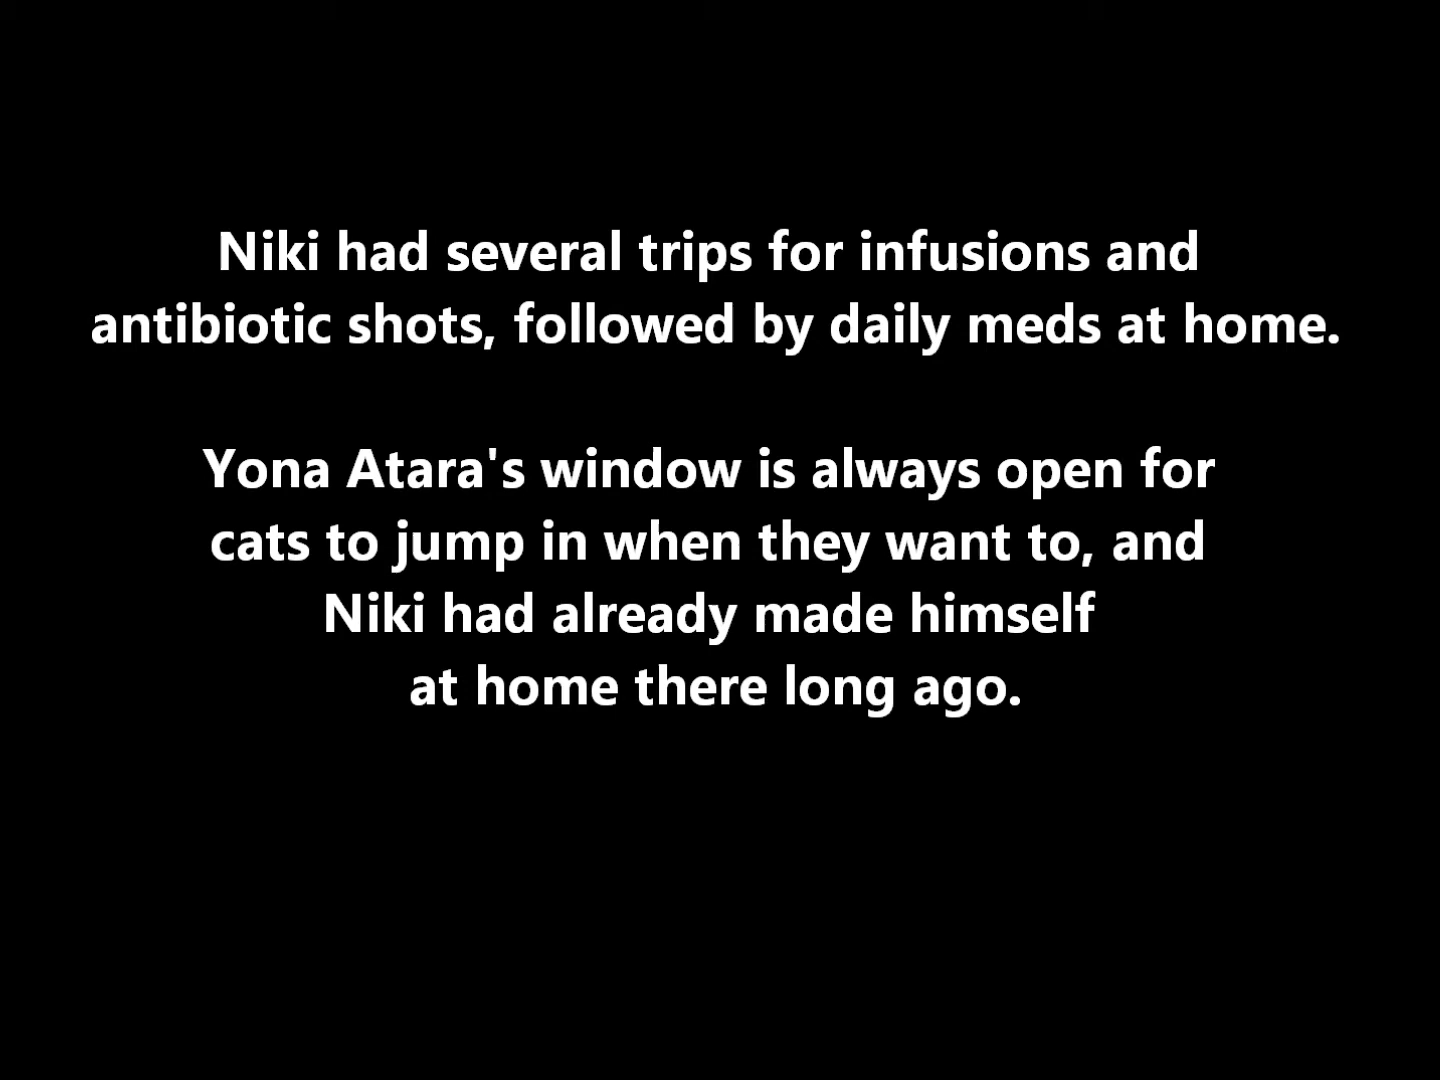 Niki had several trips for infusions and
antibiotic shots, followed by daily meds at home.
Yona Atara's window is always open for
cats to jump in when they want to, and
Niki had already made himself
at home there long ago.